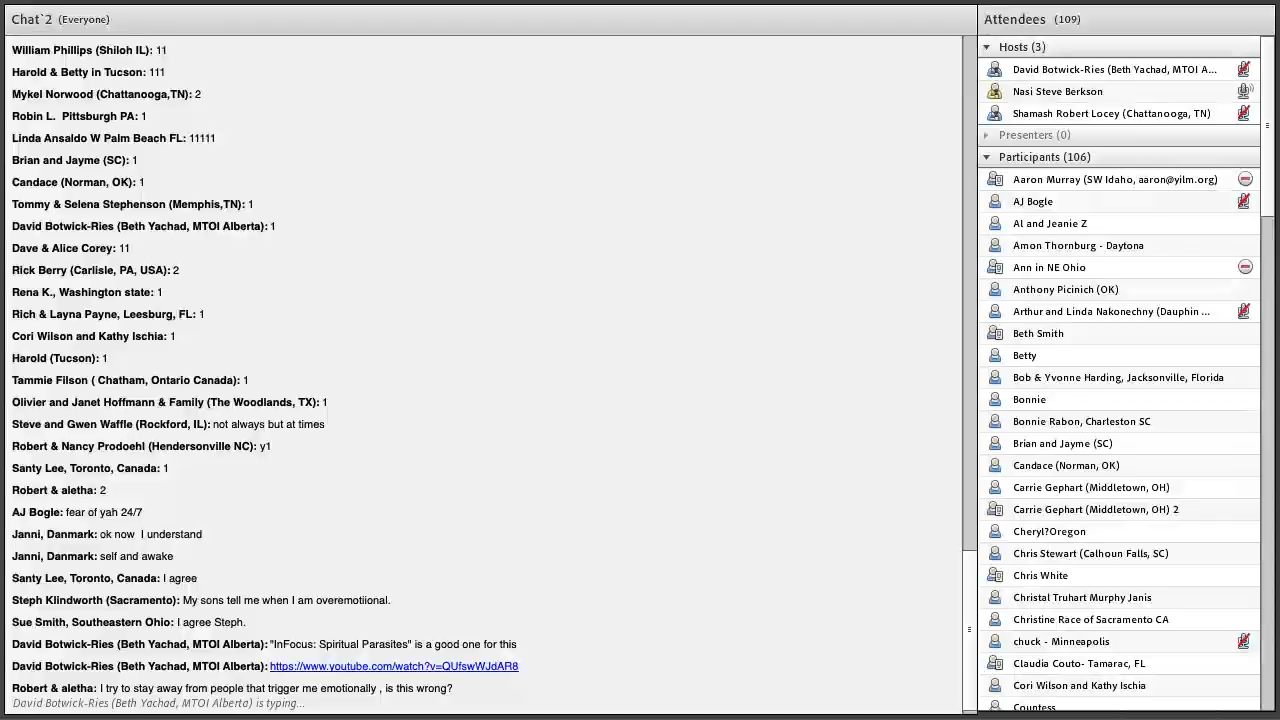 Chat`2 (Everyone)
William Phillips (Shiloh IL): 11
Harold & Betty in Tucson: 111
Mykel Norwood (Chattanooga,TN): 2
Robin L.  Pittsburgh PA: 1
Linda Ansaldo W Palm Beach FL: 11111
Brian and Jayme (SC): 1
Candace (Norman, OK): 1
Tommy & Selena Stephenson (Memphis,TN): 1
David Botwick-Ries (Beth Yachad, MTOI Alberta): 1
Dave & Alice Corey: 11
Rick Berry (Carlisle, PA, USA): 2
Rena K., Washington state: 1
Rich & Layna Payne, Leesburg, FL: 1
Cori Wilson and Kathy Ischia: 1
Harold (Tucson): 1
Tammie Filson ( Chatham, Ontario Canada): 1
Olivier and Janet Hoffmann & Family (The Woodlands, TX): 1
Steve and Gwen Waffle (Rockford, IL): not always but at times
Robert & Nancy Prodoehl (Hendersonville NC): y1
Santy Lee, Toronto, Canada: 1
Robert & aletha: 2
AJ Bogle: fear of yah 24/7
Janni, Danmark: ok now  I understand
Janni, Danmark: self and awake
Santy Lee, Toronto, Canada: I agree
Steph Klindworth (Sacramento): My sons tell me when I am overemotiional.
Sue Smith, Southeastern Ohio: I agree Steph.
David Botwick-Ries (Beth Yachad, MTOI Alberta): "InFocus: Spiritual Parasites" is a good one for this
David Botwick-Ries (Beth Yachad, MTOI Alberta): https://www.youtube.com/watch?v=QUfswWJdAR8
Robert & aletha: I try to stay away from people that trigger me emotionally , is this wrong?
David Botwick-Ries (Beth Yachad, MTOI Alberta) is typing...
Attendees (109)
Hosts (3)
David Botwick-Ries (Beth Yachad, MTOI A...
Nasi Steve Berkson
Shamash Robert Locey (Chattanooga, TN)
Presenters (0)
Participants (106)
Aaron Murray (SW Idaho, aaron@yilm.org)
AJ Bogle
Al and Jeanie Z
Amon Thornburg - Daytona
Ann in NE Ohio
Anthony Picinich (OK)
Arthur and Linda Nakonechny (Dauphin ...
Beth Smith
Betty
Bob & Yvonne Harding, Jacksonville, Florida
Bonnie
Bonnie Rabon, Charleston SC
Brian and Jayme (SC)
Candace (Norman, OK)
Carrie Gephart (Middletown, OH)
Carrie Gephart (Middletown, OH) 2
Cheryl?Oregon
Chris Stewart (Calhoun Falls, SC)
Chris White
Christal Truhart Murphy Janis
Christine Race of Sacramento CA
chuck - Minneapolis
Claudia Couto- Tamarac, FL
Cori Wilson and Kathy Ischia
Countess